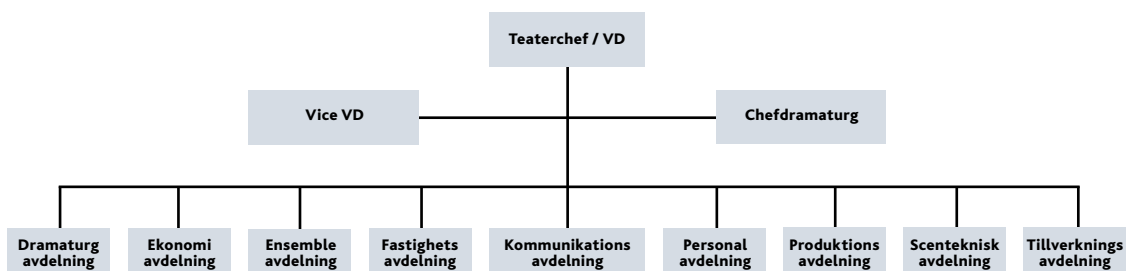 Teaterchef / VD
Vice VD
Chefdramaturg
Dramaturg
avdelning
Ekonomi
avdelning
Ensemble
avdelning
Fastighets
avdelning
Kommunikations
avdelning
Personal
avdelning
Produktions
avdelning
Scenteknisk
avdelning
Tillverknings
avdelning